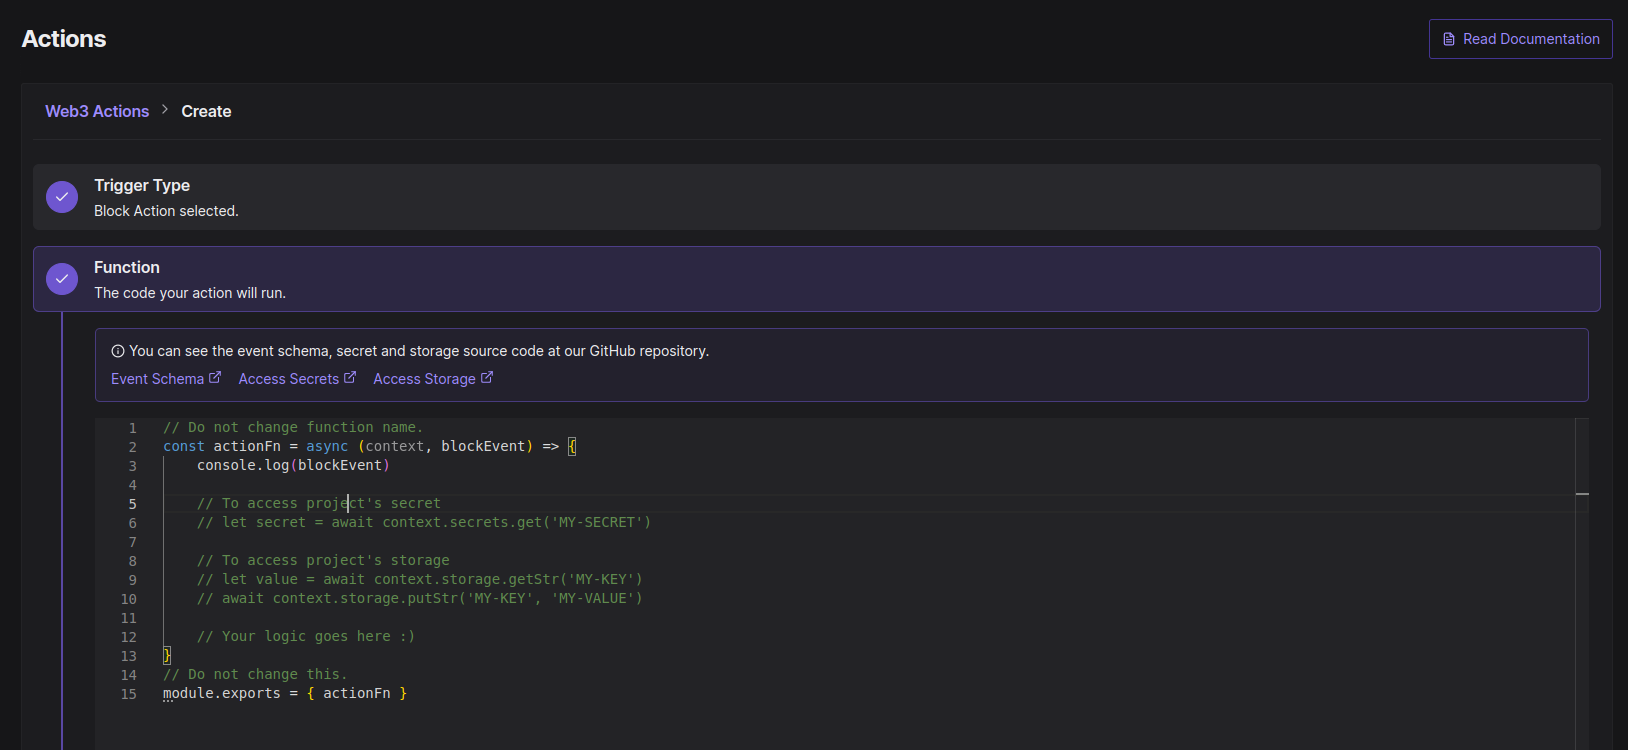 Actions
Read Documentation
Web3 Actions > Create
Trigger Type
Block Action selected.
Function
The code your action will run.
You can see the event schema, secret and storage source code at our GitHub repository.
Event Schema Access Secrets Access Storage
1 // Do not change function name.
2 const actionFn = async (context, blockEvent) => {
3     console.log(blockEvent)
4
5     // To access project's secret
6     // let secret = await context.secrets.get('MY-SECRET')
7
8     // To access project's storage
9     // let value = await context.storage.getStr('MY-KEY')
10     // await context.storage.putStr('MY-KEY', 'MY-VALUE')
11
12     // Your logic goes here :)
13 }
14 // Do not change this.
15 module.exports = { actionFn }